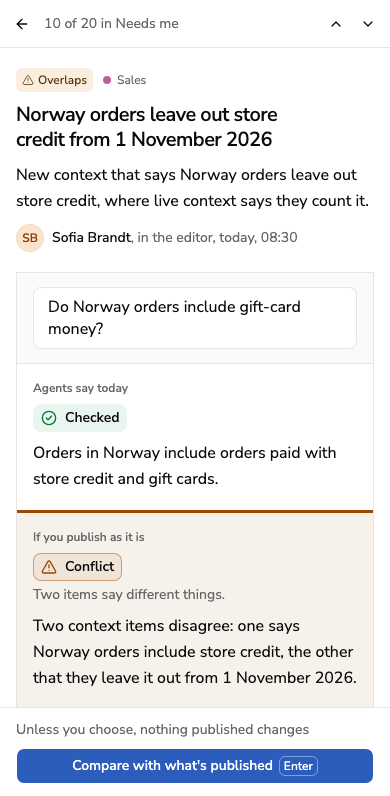 10 of 20 in Needs me
Overlaps
Sales
Norway orders leave out store
credit from 1 November 2026
New context that says Norway orders leave out
store credit, where live context says they count it.
SB
Sofia Brandt, in the editor, today, 08:30
Do Norway orders include gift-card
money?
Agents say today
Checked
Orders in Norway include orders paid with
store credit and gift cards.
If you publish as it is
Conflict
Two items say different things.
Two context items disagree: one says
Norway orders include store credit, the other
that they leave it out from 1 November 2026.
Unless you choose, nothing published changes
Compare with what's published Enter